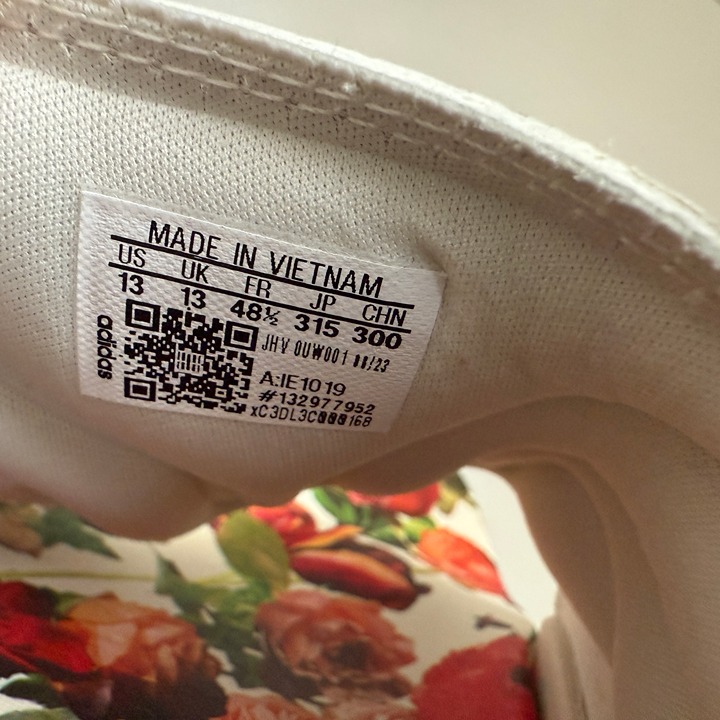 MADE IN VIETNAM
US UK FR JP CHN
13 13 48½ 315 300
adidas
JHV 0UW001 11/23
A:IE1019
#132977952